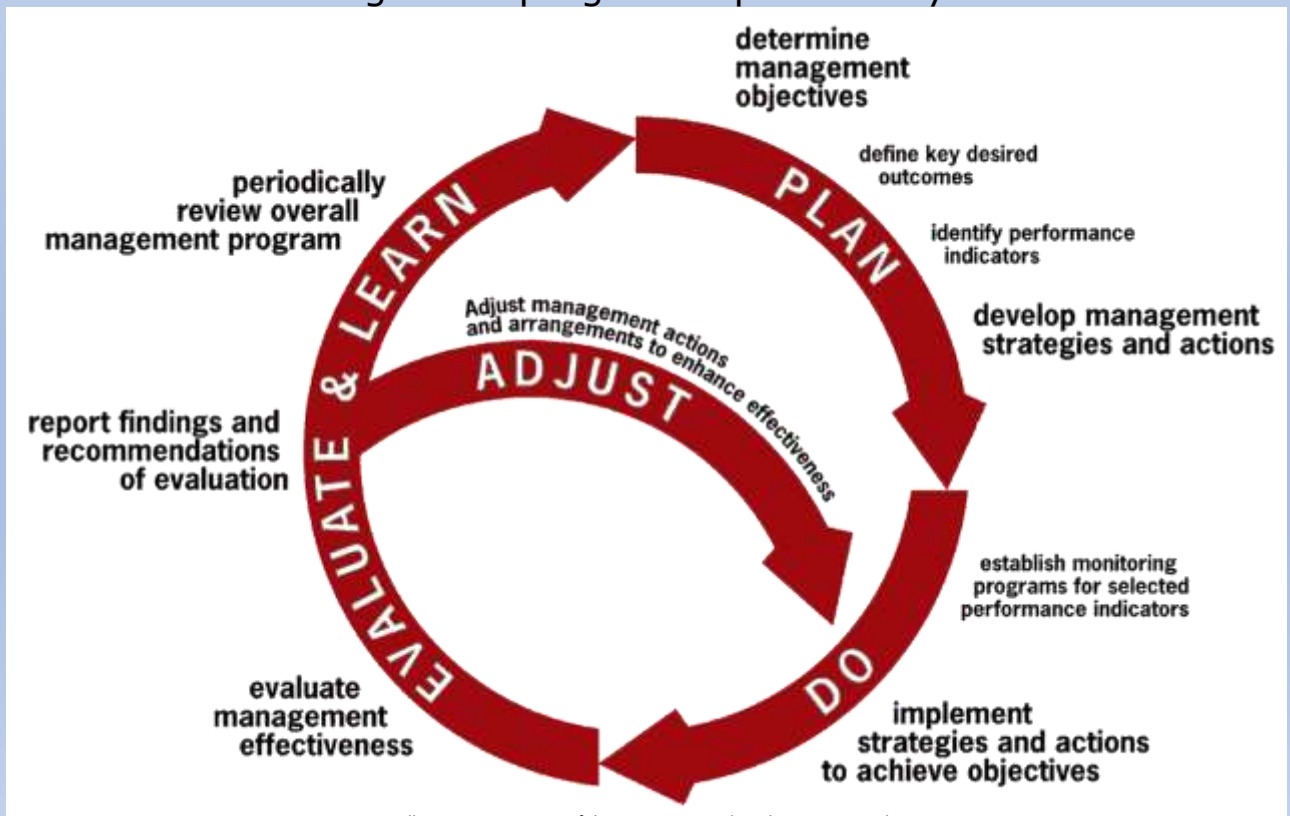 determine
management
objectives
define key desired
outcomes
identify performance
indicators
develop management
strategies and actions
PLAN
establish monitoring
programs for selected
performance indicators
DO
implement
strategies and actions
to achieve objectives
evaluate
management
effectiveness
EVALUATE & LEARN
report findings and
recommendations
of evaluation
periodically
review overall
management program
Adjust management actions
and arrangements to enhance effectiveness
ADJUST